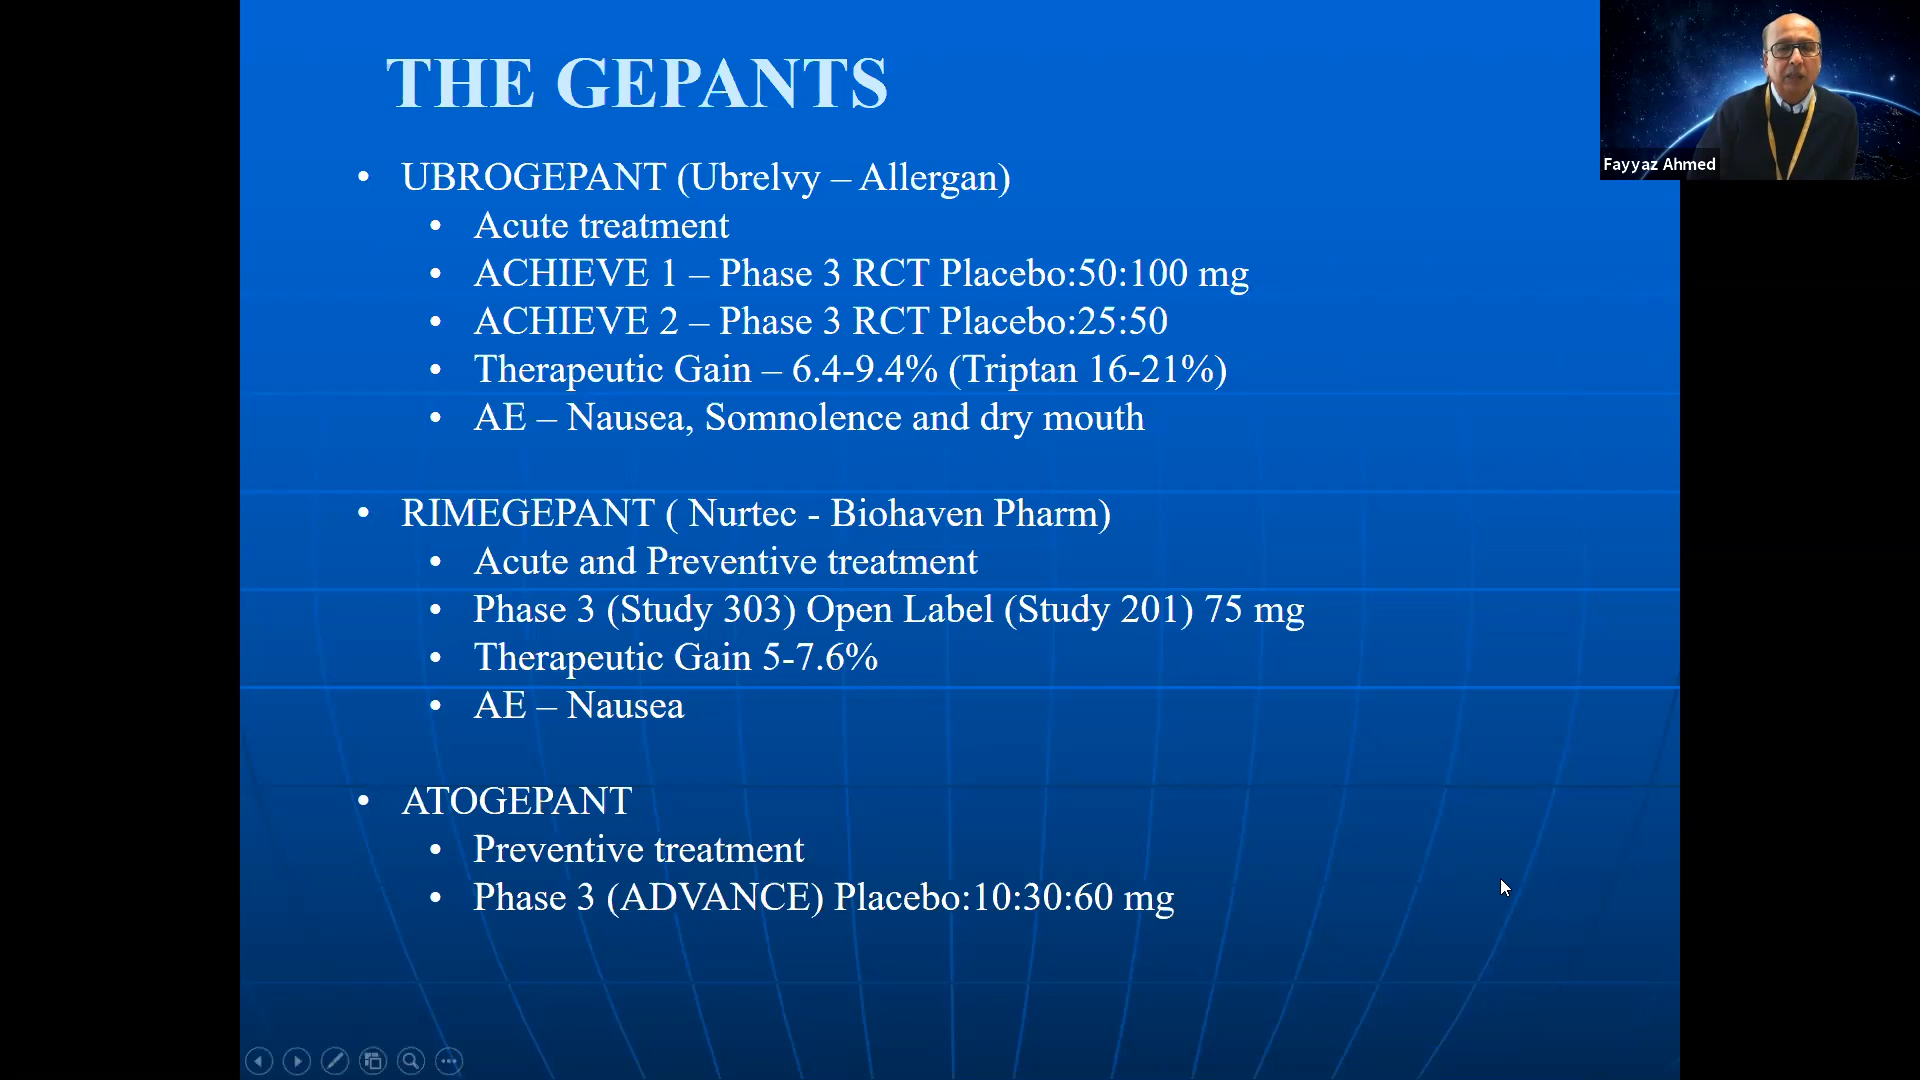 THE GEPANTS
• UBROGEPANT (Ubrelvy – Allergan)
• Acute treatment
• ACHIEVE 1 – Phase 3 RCT Placebo:50:100 mg
• ACHIEVE 2 – Phase 3 RCT Placebo:25:50
• Therapeutic Gain – 6.4-9.4% (Triptan 16-21%)
• AE – Nausea, Somnolence and dry mouth
• RIMEGEPANT ( Nurtec - Biohaven Pharm)
• Acute and Preventive treatment
• Phase 3 (Study 303) Open Label (Study 201) 75 mg
• Therapeutic Gain 5-7.6%
• AE – Nausea
• ATOGEPANT
• Preventive treatment
• Phase 3 (ADVANCE) Placebo:10:30:60 mg
Fayyaz Ahmed